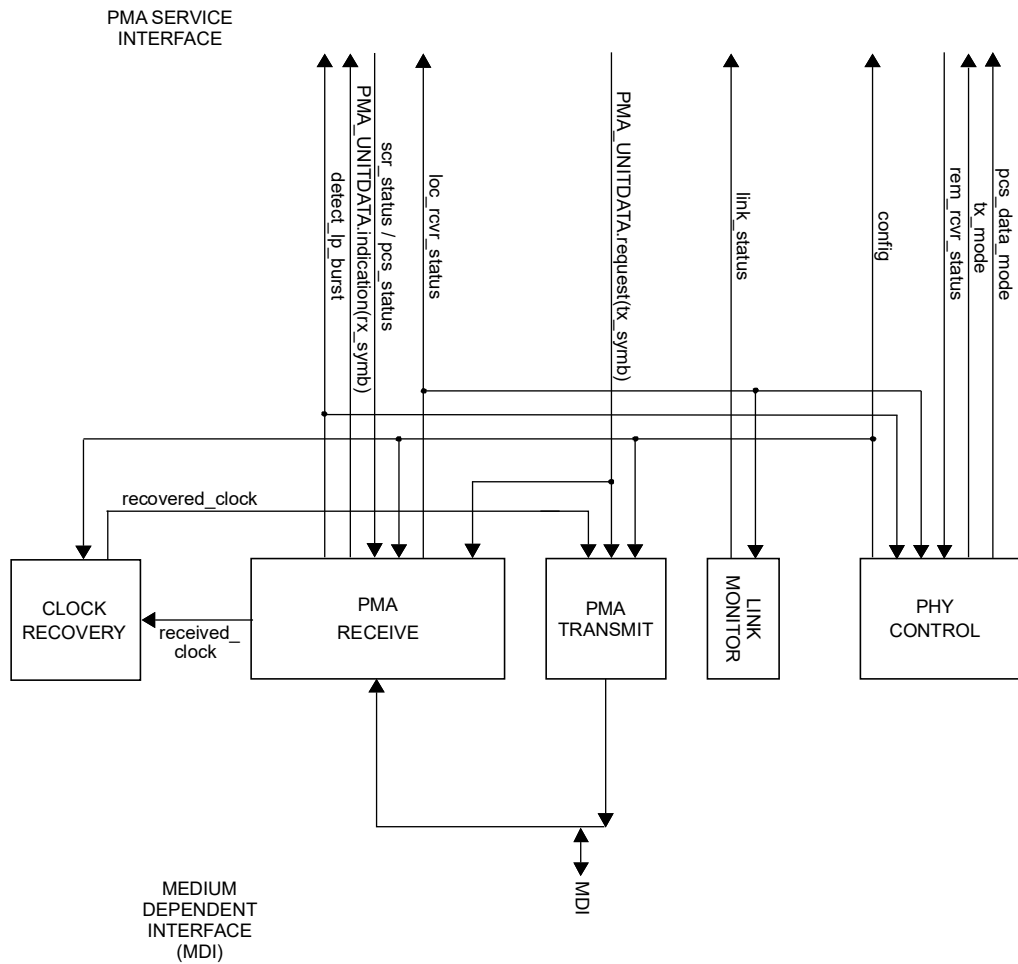 PMA SERVICE
INTERFACE
detect_lp_burst
PMA_UNITDATA.indication(rx_symb)
scr_status / pcs_status
loc_rcvr_status
PMA_UNITDATA.request(tx_symb)
link_status
config
rem_rcvr_status
tx_mode
pcs_data_mode
recovered_clock
CLOCK
RECOVERY
received_
clock
PMA
RECEIVE
PMA
TRANSMIT
LINK
MONITOR
PHY
CONTROL
MDI
MEDIUM
DEPENDENT
INTERFACE
(MDI)